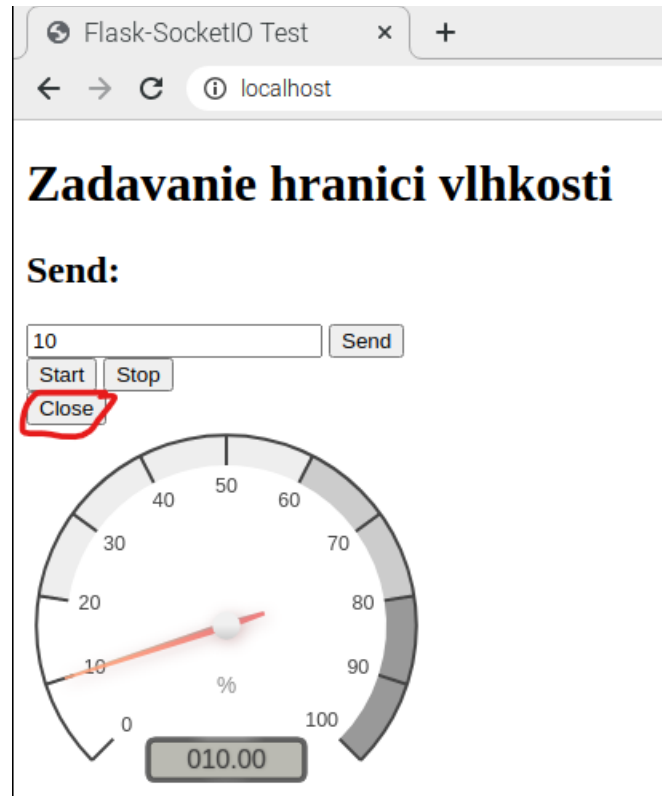 Flask-SocketIO Test
localhost
Zadavanie hranici vlhkosti
Send:
10 Send
Start Stop
Close
50
40 60
30 70
20 80
10 90
%
0 100
010.00